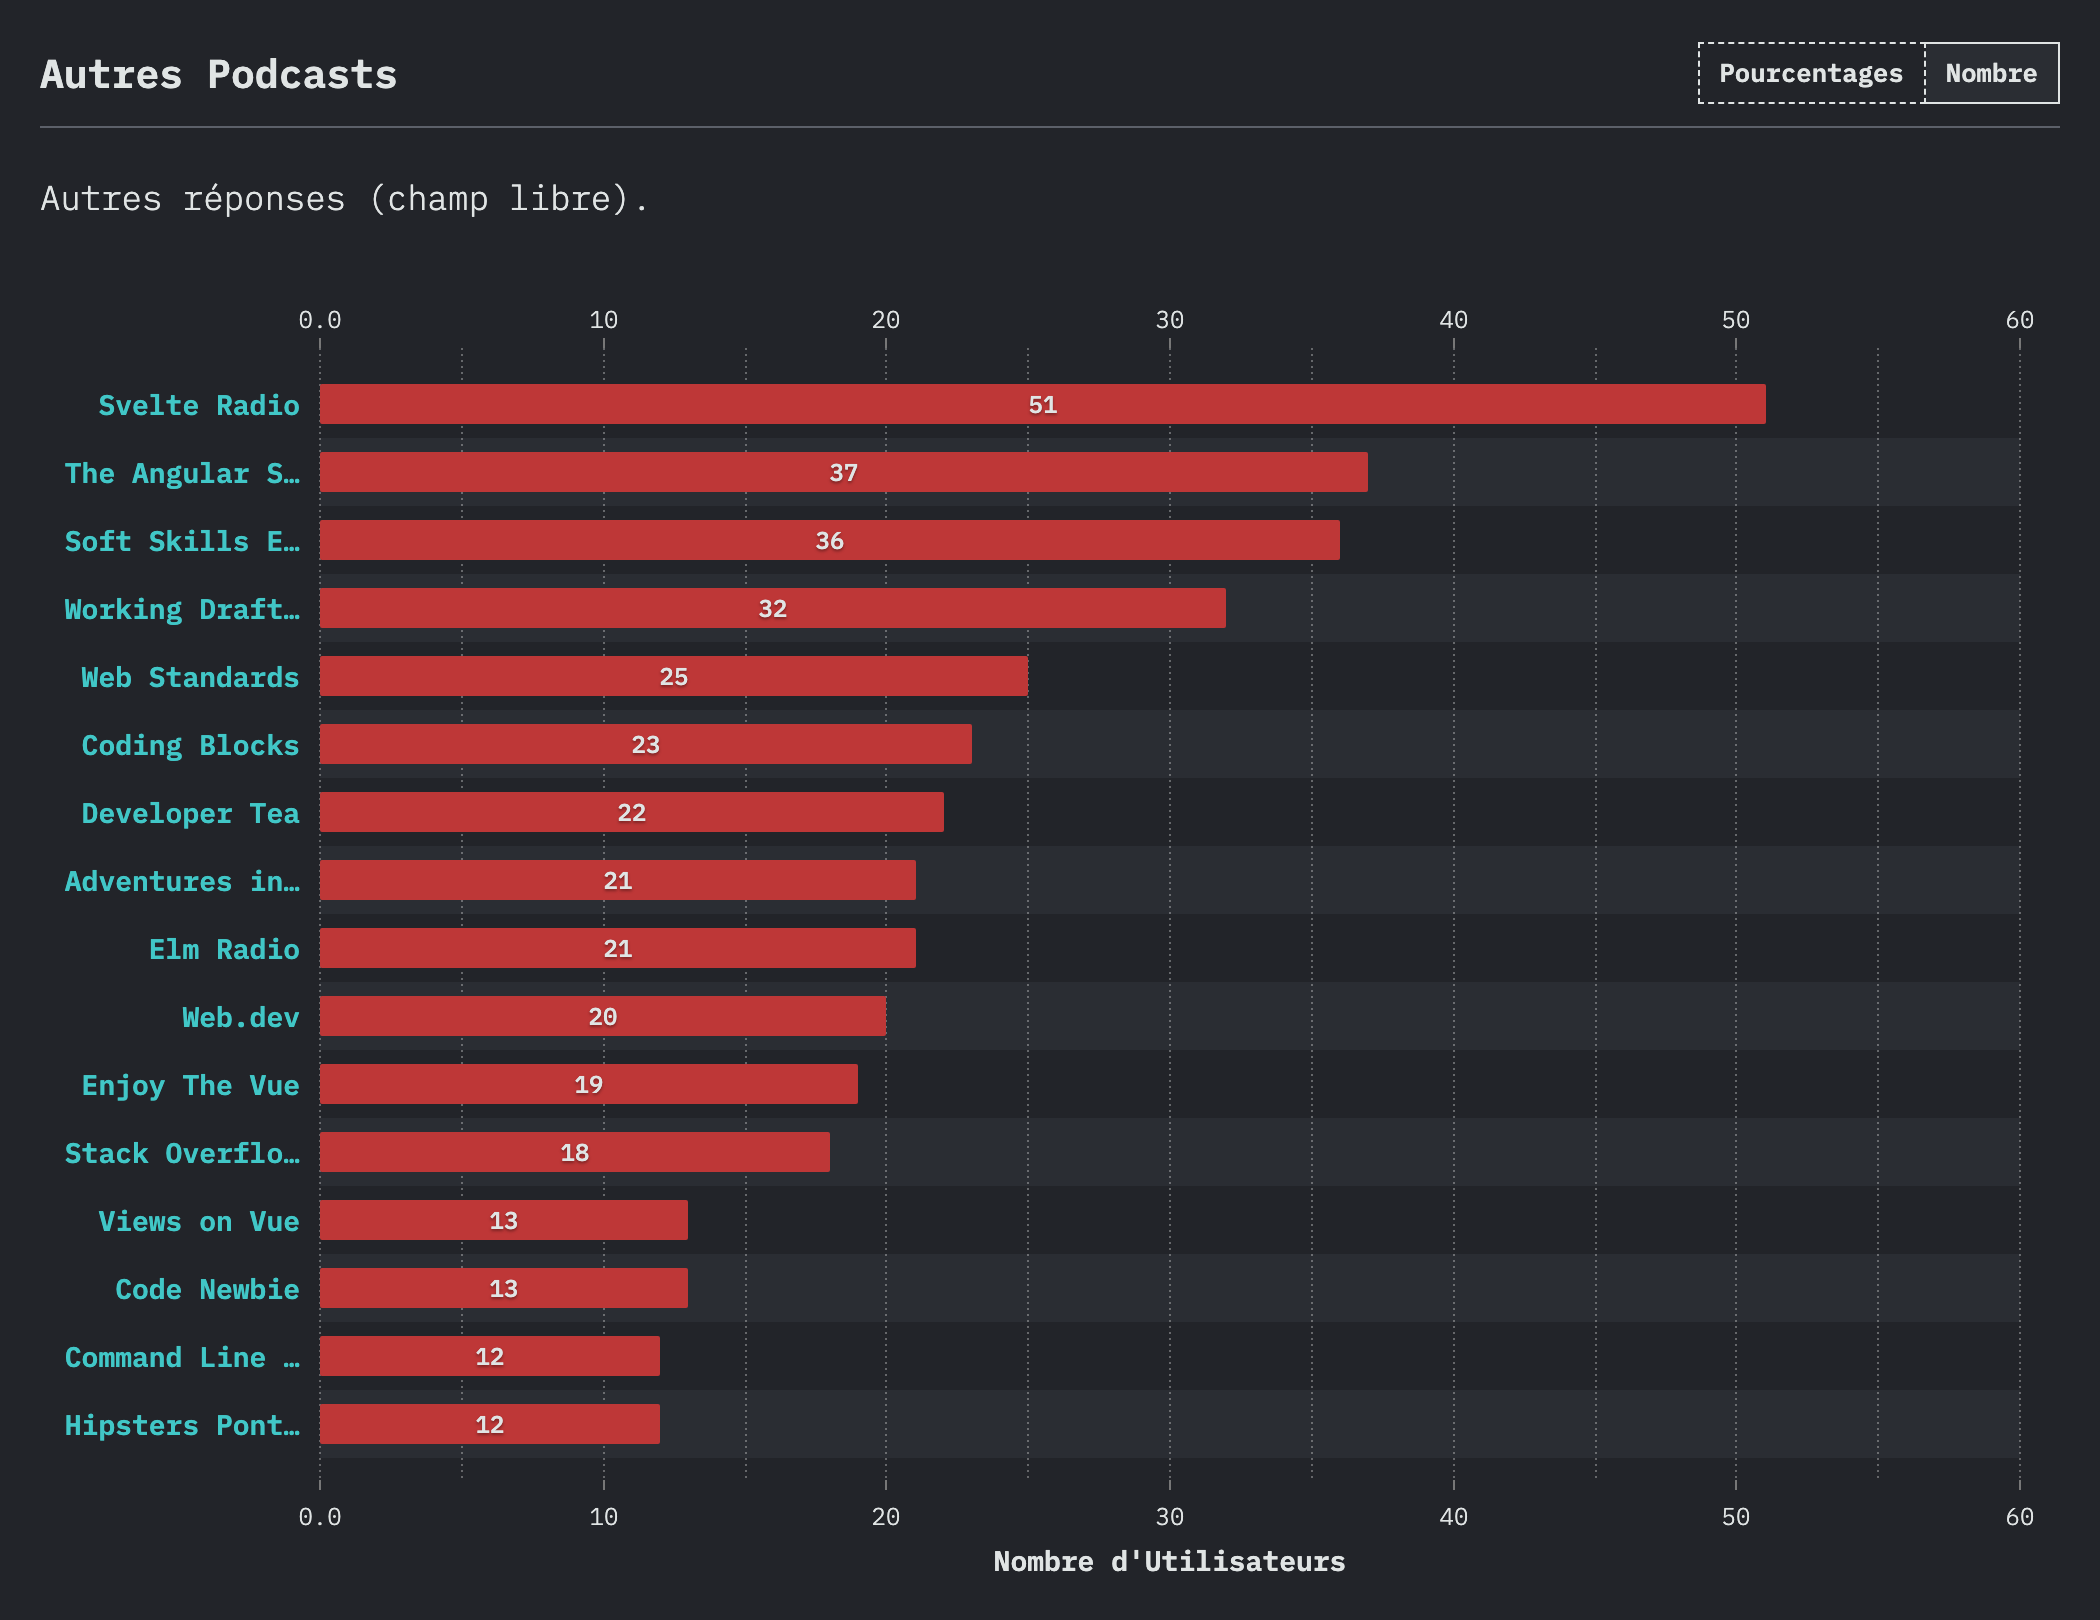 Autres Podcasts
Pourcentages Nombre
Autres réponses (champ libre).
0.0 10 20 30 40 50 60
Svelte Radio 51
The Angular S… 37
Soft Skills E… 36
Working Draft… 32
Web Standards 25
Coding Blocks 23
Developer Tea 22
Adventures in… 21
Elm Radio 21
Web.dev 20
Enjoy The Vue 19
Stack Overflo… 18
Views on Vue 13
Code Newbie 13
Command Line … 12
Hipsters Pont… 12
0.0 10 20 30 40 50 60
Nombre d'Utilisateurs